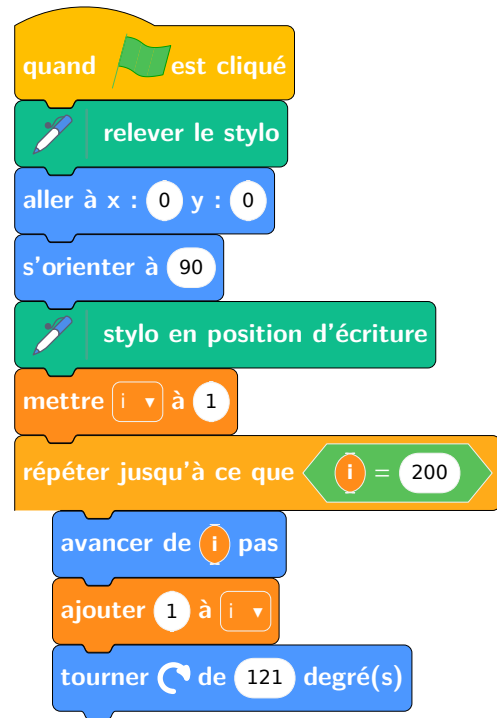 quand est cliqué
relever le stylo
aller à x : 0 y : 0
s'orienter à 90
stylo en position d'écriture
mettre i ▾ à 1
répéter jusqu'à ce que i = 200
avancer de i pas
ajouter 1 à i ▾
tourner de 121 degré(s)